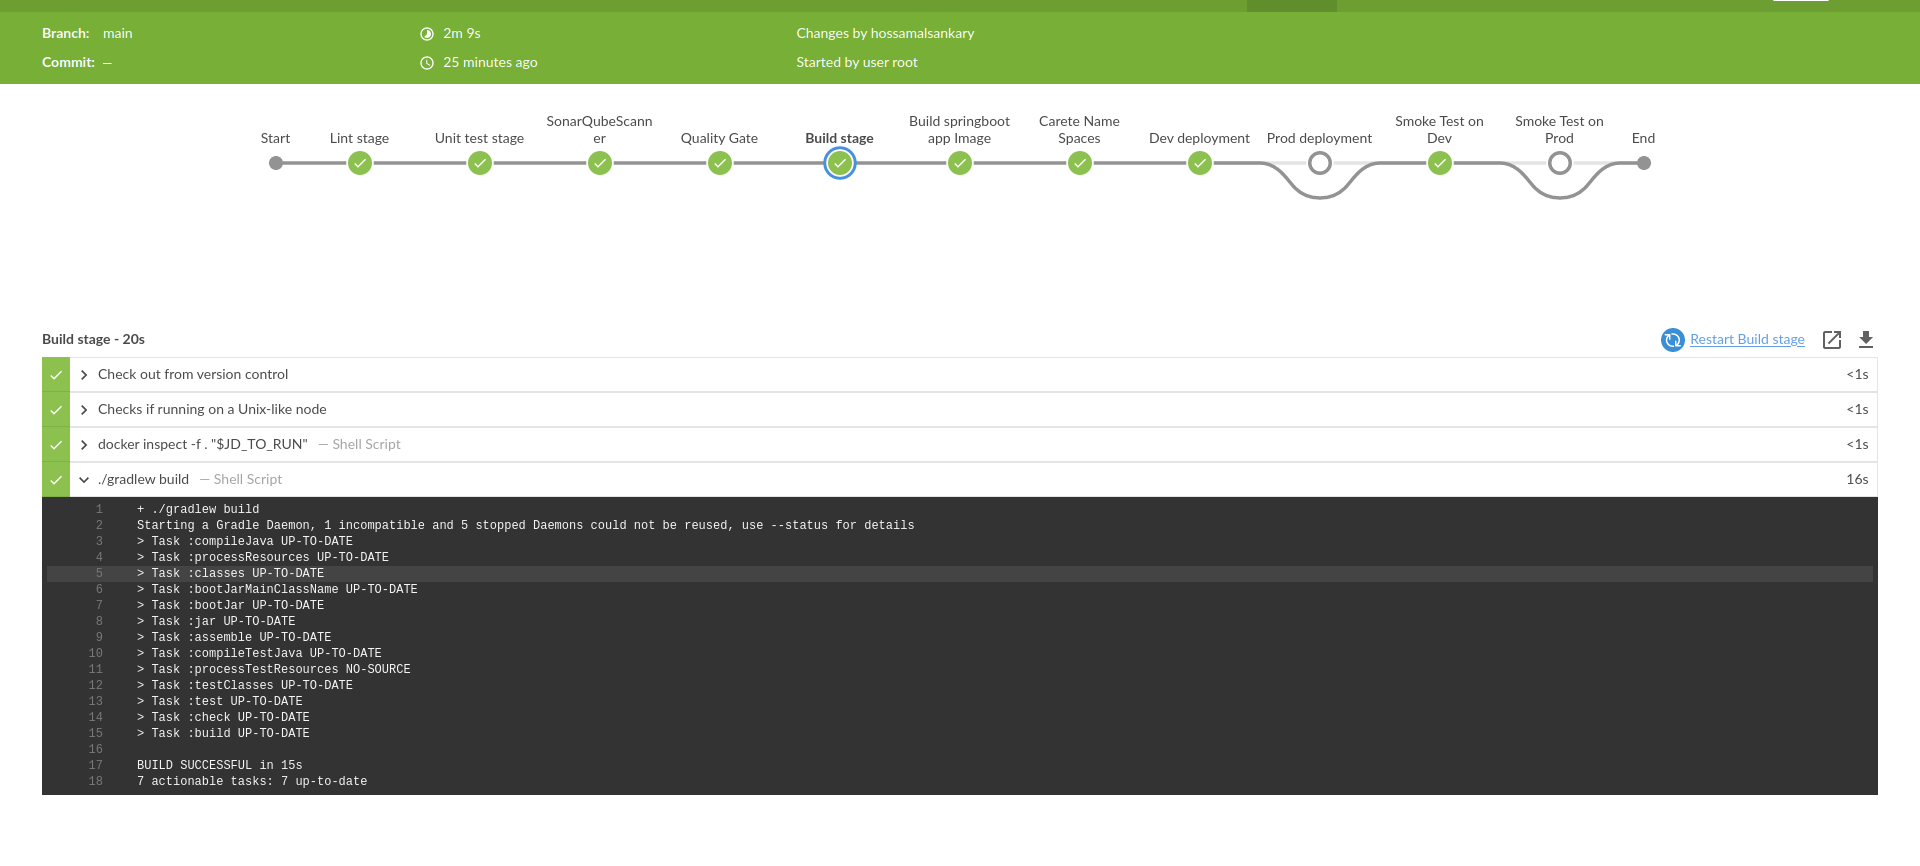 Branch: main
2m 9s
Changes by hossamalsankary
Commit: —
25 minutes ago
Started by user root
Start
Lint stage
Unit test stage
SonarQubeScann
er
Quality Gate
Build stage
Build springboot
app Image
Carete Name
Spaces
Dev deployment
Prod deployment
Smoke Test on
Dev
Smoke Test on
Prod
End
Build stage - 20s
Restart Build stage
Check out from version control <1s
Checks if running on a Unix-like node <1s
docker inspect -f . "$JD_TO_RUN" — Shell Script <1s
./gradlew build — Shell Script 16s
1 + ./gradlew build
2 Starting a Gradle Daemon, 1 incompatible and 5 stopped Daemons could not be reused, use --status for details
3 > Task :compileJava UP-TO-DATE
4 > Task :processResources UP-TO-DATE
5 > Task :classes UP-TO-DATE
6 > Task :bootJarMainClassName UP-TO-DATE
7 > Task :bootJar UP-TO-DATE
8 > Task :jar UP-TO-DATE
9 > Task :assemble UP-TO-DATE
10 > Task :compileTestJava UP-TO-DATE
11 > Task :processTestResources NO-SOURCE
12 > Task :testClasses UP-TO-DATE
13 > Task :test UP-TO-DATE
14 > Task :check UP-TO-DATE
15 > Task :build UP-TO-DATE
16
17 BUILD SUCCESSFUL in 15s
18 7 actionable tasks: 7 up-to-date